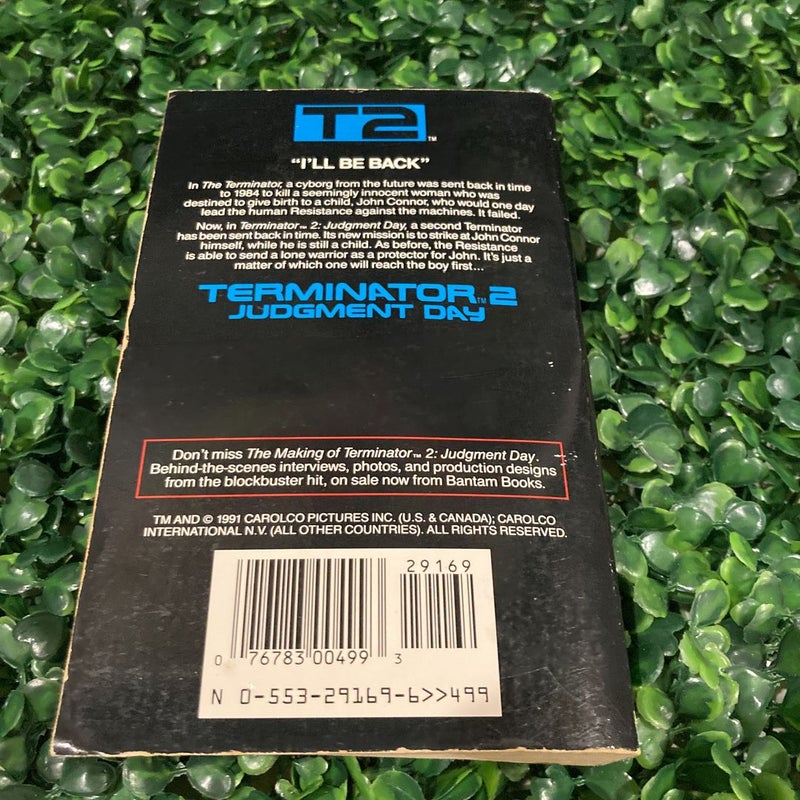 T2™
"I'LL BE BACK"
In The Terminator, a cyborg from the future was sent back in time
to 1984 to kill a seemingly innocent woman who was
destined to give birth to a child, John Connor, who would one day
lead the human Resistance against the machines. It failed.
Now, in Terminator™ 2: Judgment Day, a second Terminator
has been sent back in time. Its new mission is to strike at John Connor
himself, while he is still a child. As before, the Resistance
is able to send a lone warrior as a protector for John. It's just a
matter of which one will reach the boy first...
TERMINATOR™ 2
JUDGMENT DAY
Don't miss The Making of Terminator™ 2: Judgment Day.
Behind-the-scenes interviews, photos, and production designs
from the blockbuster hit, on sale now from Bantam Books.
TM AND © 1991 CAROLCO PICTURES INC. (U.S. & CANADA); CAROLCO
INTERNATIONAL N.V. (ALL OTHER COUNTRIES). ALL RIGHTS RESERVED.
29169
0 76783 00499 3
N 0-553-29169-6>>499